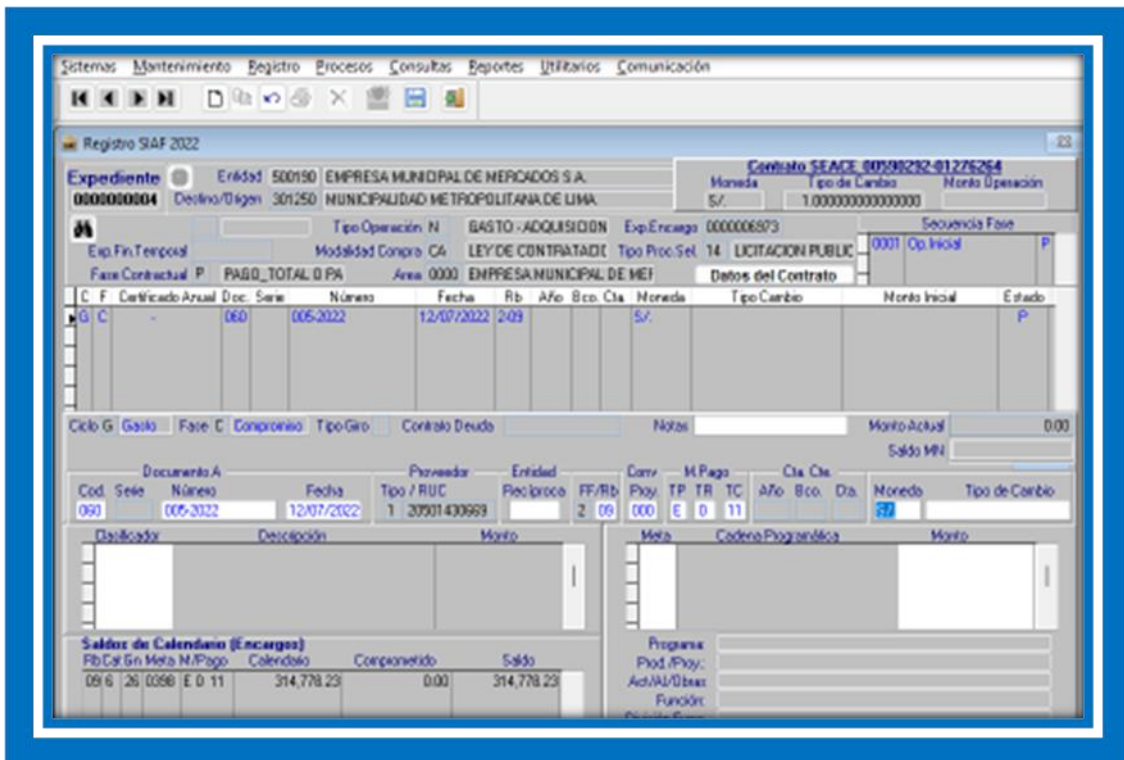 Sistemas Mantenimiento Registro Procesos Consultas Reportes Utilitarios Comunicación
Registro SIAF 2022
Expediente Entidad 500190 EMPRESA MUNICIPAL DE MERCADOS S.A.
Contrato SEACE 00590292-01276264
0000000004 Destino/Origen 301250 MUNICIPALIDAD METROPOLITANA DE LIMA
Moneda Tipo de Cambio Monto Operación
S/. 1.00000000000000
Tipo Operación N GASTO - ADQUISICION Exp.Encargo 0000006973 Secuencia Fase
Exp.Fin.Temporal Modalidad Compra CA LEY DE CONTRATACI Tipo Proc.Sel. 14 LICITACION PUBLIC 0001 Op.Inicial P
Fase Contractual P PAGO_TOTAL O PA Area 0000 EMPRESA MUNICIPAL DE MER Datos del Contrato
C F Certificado Anual Doc. Serie Número Fecha Rb Año Bco. Cta Moneda Tipo Cambio Monto Inicial Estado
G C - 060 005-2022 12/07/2022 2-09 S/. P
Ciclo G Gasto Fase C Compromiso Tipo Giro Contrato Deuda Notas Monto Actual 0.00
Saldo MN
Documento A Proveedor Entidad Conv M.Pago Cta. Cte.
Cod. Serie Número Fecha Tipo / RUC Recíproca FF/Rb Proy. TP TR TC Año Bco. Cta. Moneda Tipo de Cambio
060 005-2022 12/07/2022 1 20901430669 2 09 000 E 0 11 S/.
Clasificador Descripción Monto Meta Cadena Programática Monto
Saldos de Calendario (Encargos)
Rb Cat Gn Meta M/Pago Calendario Comprometido Saldo
09 6 26 0398 E 0 11 314,778.23 0.00 314,778.23
Programa:
Prod./Proy.:
Act/AI/Obras:
Función: